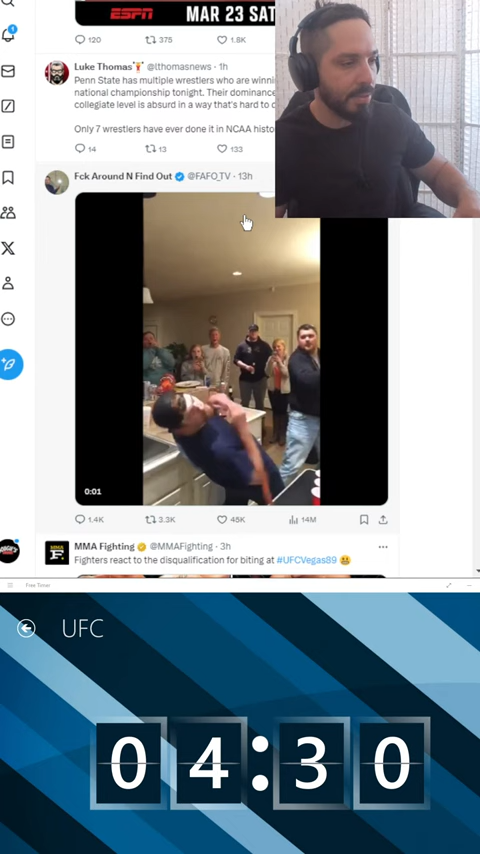 ESPN MAR 23 SAT
120 375 1.8K
Luke Thomas @lthomasnews · 1h
Penn State has multiple wrestlers who are
national championship tonight. Their dominance
collegiate level is absurd in a way that's hard to
Only 7 wrestlers have ever done it in NCAA
14 13 133
Fck Around N Find Out @FAFO_TV · 13h
0:01
1.4K 3.3K 45K 14M
MMA Fighting @MMAFighting · 3h
Fighters react to the disqualification for biting at #UFCVegas89
Free Timer
UFC
04:30